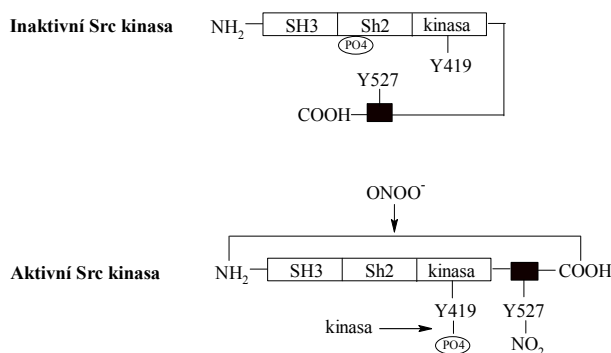 Inaktivní Src kinasa
NH2 SH3 Sh2 kinasa
PO4
Y419
Y527
COOH
ONOO-
Aktivní Src kinasa
NH2 SH3 Sh2 kinasa COOH
Y419 Y527
kinasa
PO4 NO2